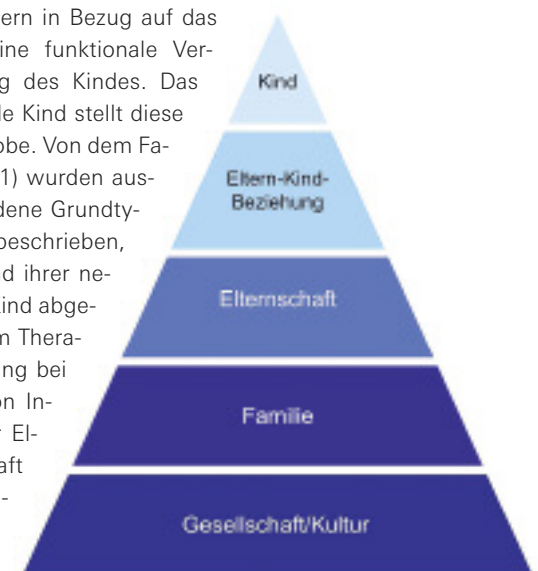 ern in Bezug auf das
ine funktionale Ver-
g des Kindes. Das
le Kind stellt diese
obe. Von dem Fa-
1) wurden aus-
dene Grundty-
beschrieben,
d ihrer ne-
ind abge-
m Thera-
ng bei
on In-
r El-
aft
-
Kind
Eltern-Kind-
Beziehung
Elternschaft
Familie
Gesellschaft/Kultur